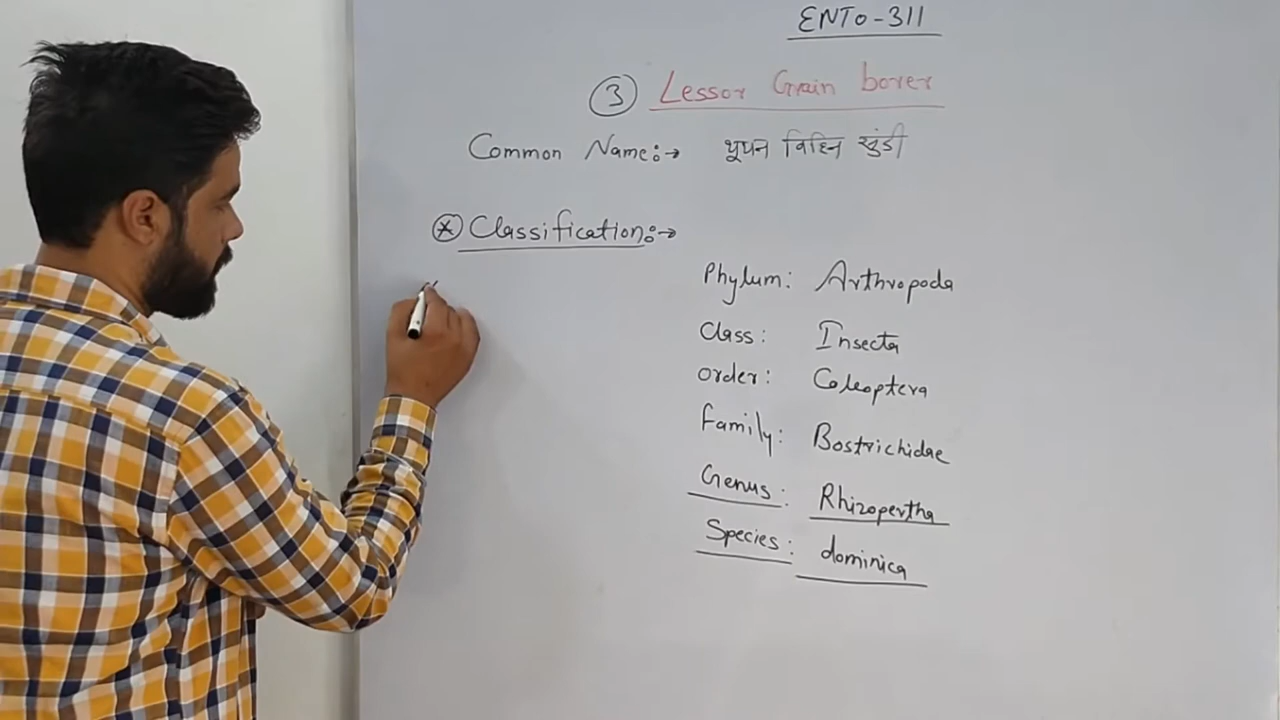 ENTO-311
③ Lessor Grain borer
Common Name:→ थूथन विहिन सुंडी
⊛ Classification:→
Phylum: Arthropoda
Class: Insecta
Order: Coleoptera
Family: Bostrichidae
Genus: Rhizopertha
Species: dominica